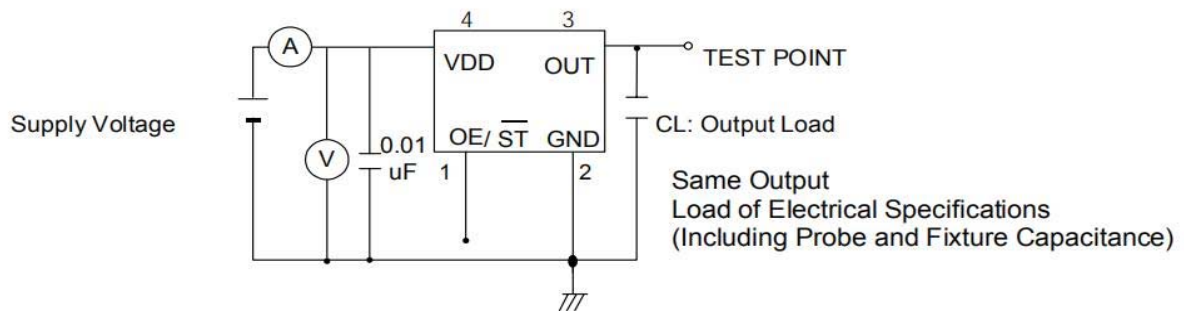 4 3
A
VDD OUT
TEST POINT
Supply Voltage
CL: Output Load
OE/ S̅T̅ GND
V
0.01
uF
1 2
Same Output
Load of Electrical Specifications
(Including Probe and Fixture Capacitance)